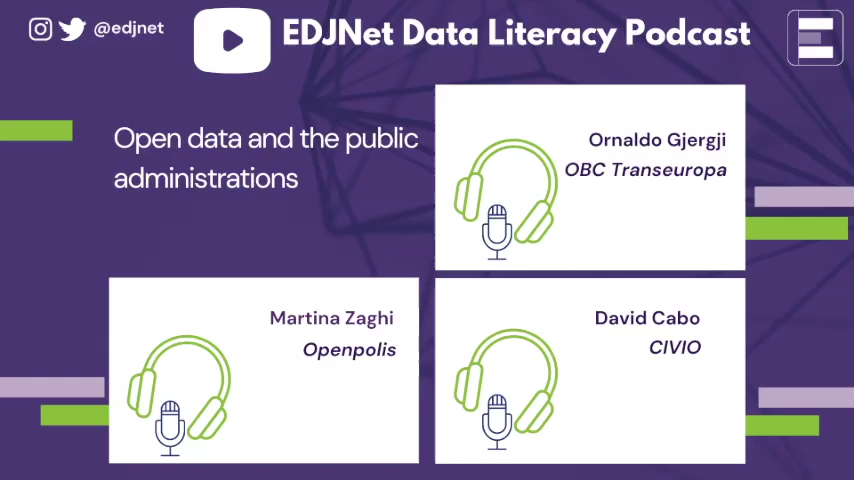 @edjnet
EDJNet Data Literacy Podcast
Open data and the public
administrations
Ornaldo Gjergji
OBC Transeuropa
Martina Zaghi
Openpolis
David Cabo
CIVIO